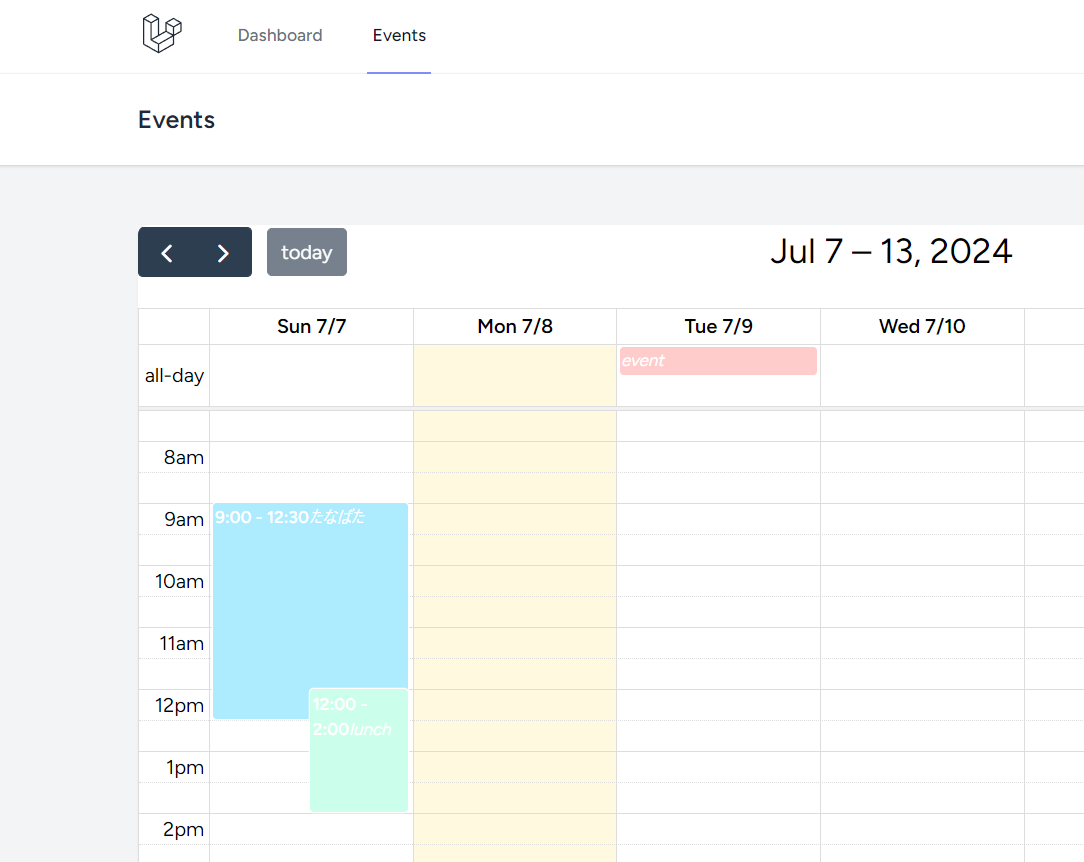 Dashboard Events
Events
today
Jul 7 – 13, 2024
Sun 7/7 Mon 7/8 Tue 7/9 Wed 7/10
all-day
event
8am
9am
9:00 - 12:30たなばた
10am
11am
12pm
12:00 -
2:00lunch
1pm
2pm